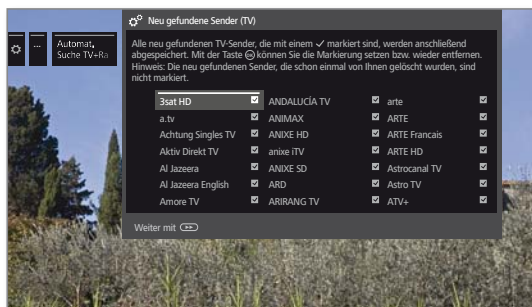 Neu gefundene Sender (TV)
...
Automat.
Suche TV+Ra
Alle neu gefundenen TV-Sender, die mit einem ✓ markiert sind, werden anschließend
abgespeichert. Mit der Taste OK können Sie die Markierung setzen bzw. wieder entfernen.
Hinweis: Die neu gefundenen Sender, die schon einmal von Ihnen gelöscht wurden, sind
nicht markiert.
3sat HD ANDALUCÍA TV arte
a.tv ANIMAX ARTE
Achtung Singles TV ANIXE HD ARTE Francais
Aktiv Direkt TV anixe iTV ARTE HD
Al Jazeera ANIXE SD Astrocanal TV
Al Jazeera English ARD Astro TV
Amore TV ARIRANG TV ATV+
Weiter mit